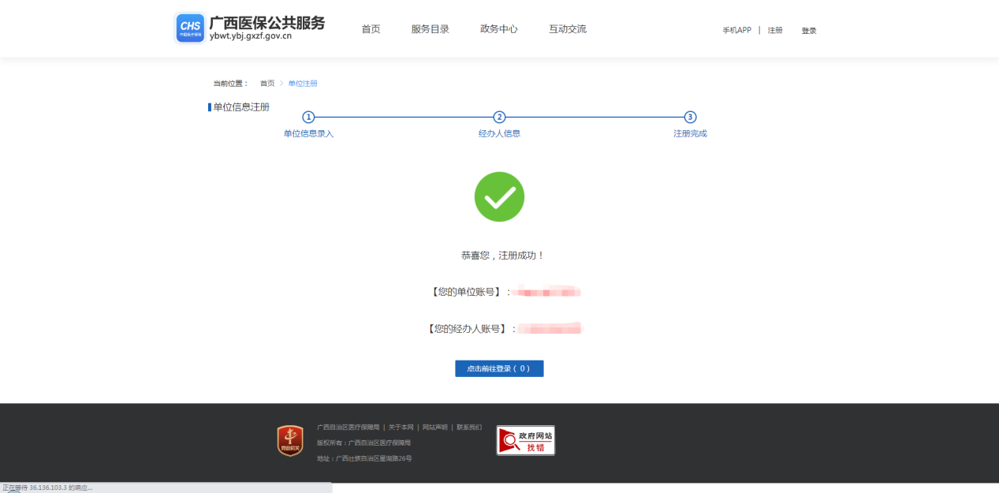 CHS 广西医保公共服务
中国医疗保障 ybwt.ybj.gxzf.gov.cn
首页 服务目录 政务中心 互动交流 手机APP | 注册 登录
当前位置： 首页 > 单位注册
单位信息注册
1 2 3
单位信息录入 经办人信息 注册完成
恭喜您，注册成功！
【您的单位账号】：
【您的经办人账号】：
点击前往登录（ 0 ）
广西自治区医疗保障局 | 关于本网 | 网站声明 | 联系我们
版权所有：广西自治区医疗保障局
地址：广西壮族自治区星湖路26号
党政机关
政府网站
找错
正在等待 36.136.103.3 的响应...